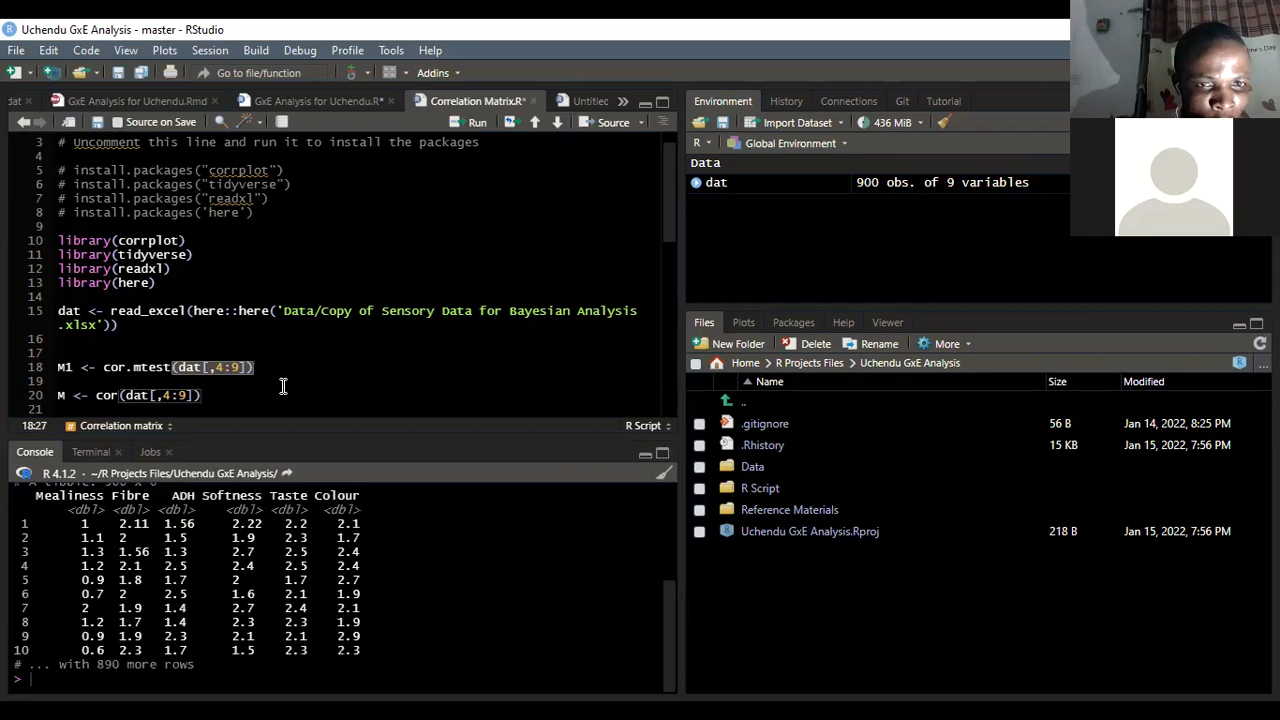 Uchendu GxE Analysis - master - RStudio
File Edit Code View Plots Session Build Debug Profile Tools Help
Go to file/function Addins
dat GxE Analysis for Uchendu.Rmd GxE Analysis for Uchendu.R* Correlation Matrix.R* Untitlec
Source on Save Run Source
3 # Uncomment this line and run it to install the packages
4
5 # install.packages("corrplot")
6 # install.packages("tidyverse")
7 # install.packages("readxl")
8 # install.packages('here')
9
10 library(corrplot)
11 library(tidyverse)
12 library(readxl)
13 library(here)
14
15 dat <- read_excel(here::here('Data/Copy of Sensory Data for Bayesian Analysis
.xlsx'))
16
17
18 M1 <- cor.mtest(dat[,4:9])
19
20 M <- cor(dat[,4:9])
21
18:27 Correlation matrix R Script
Console Terminal Jobs
R 4.1.2 · ~/R Projects Files/Uchendu GxE Analysis/
Mealiness Fibre ADH Softness Taste Colour
<dbl> <dbl> <dbl> <dbl> <dbl> <dbl>
1 1 2.11 1.56 2.22 2.2 2.1
2 1.1 2 1.5 1.9 2.3 1.7
3 1.3 1.56 1.3 2.7 2.5 2.4
4 1.2 2.1 2.5 2.4 2.5 2.4
5 0.9 1.8 1.7 2 1.7 2.7
6 0.7 2 2.5 1.6 2.1 1.9
7 2 1.9 1.4 2.7 2.4 2.1
8 1.2 1.7 1.4 2.3 2.3 1.9
9 0.9 1.9 2.3 2.1 2.1 2.9
10 0.6 2.3 1.7 1.5 2.3 2.3
# ... with 890 more rows
>
Environment History Connections Git Tutorial
Import Dataset 436 MiB
R Global Environment
Data
dat 900 obs. of 9 variables
Files Plots Packages Help Viewer
New Folder Delete Rename More
Home R Projects Files Uchendu GxE Analysis
Name Size Modified
..
.gitignore 56 B Jan 14, 2022, 8:25 PM
.Rhistory 15 KB Jan 15, 2022, 7:56 PM
Data
R Script
Reference Materials
Uchendu GxE Analysis.Rproj 218 B Jan 15, 2022, 7:56 PM